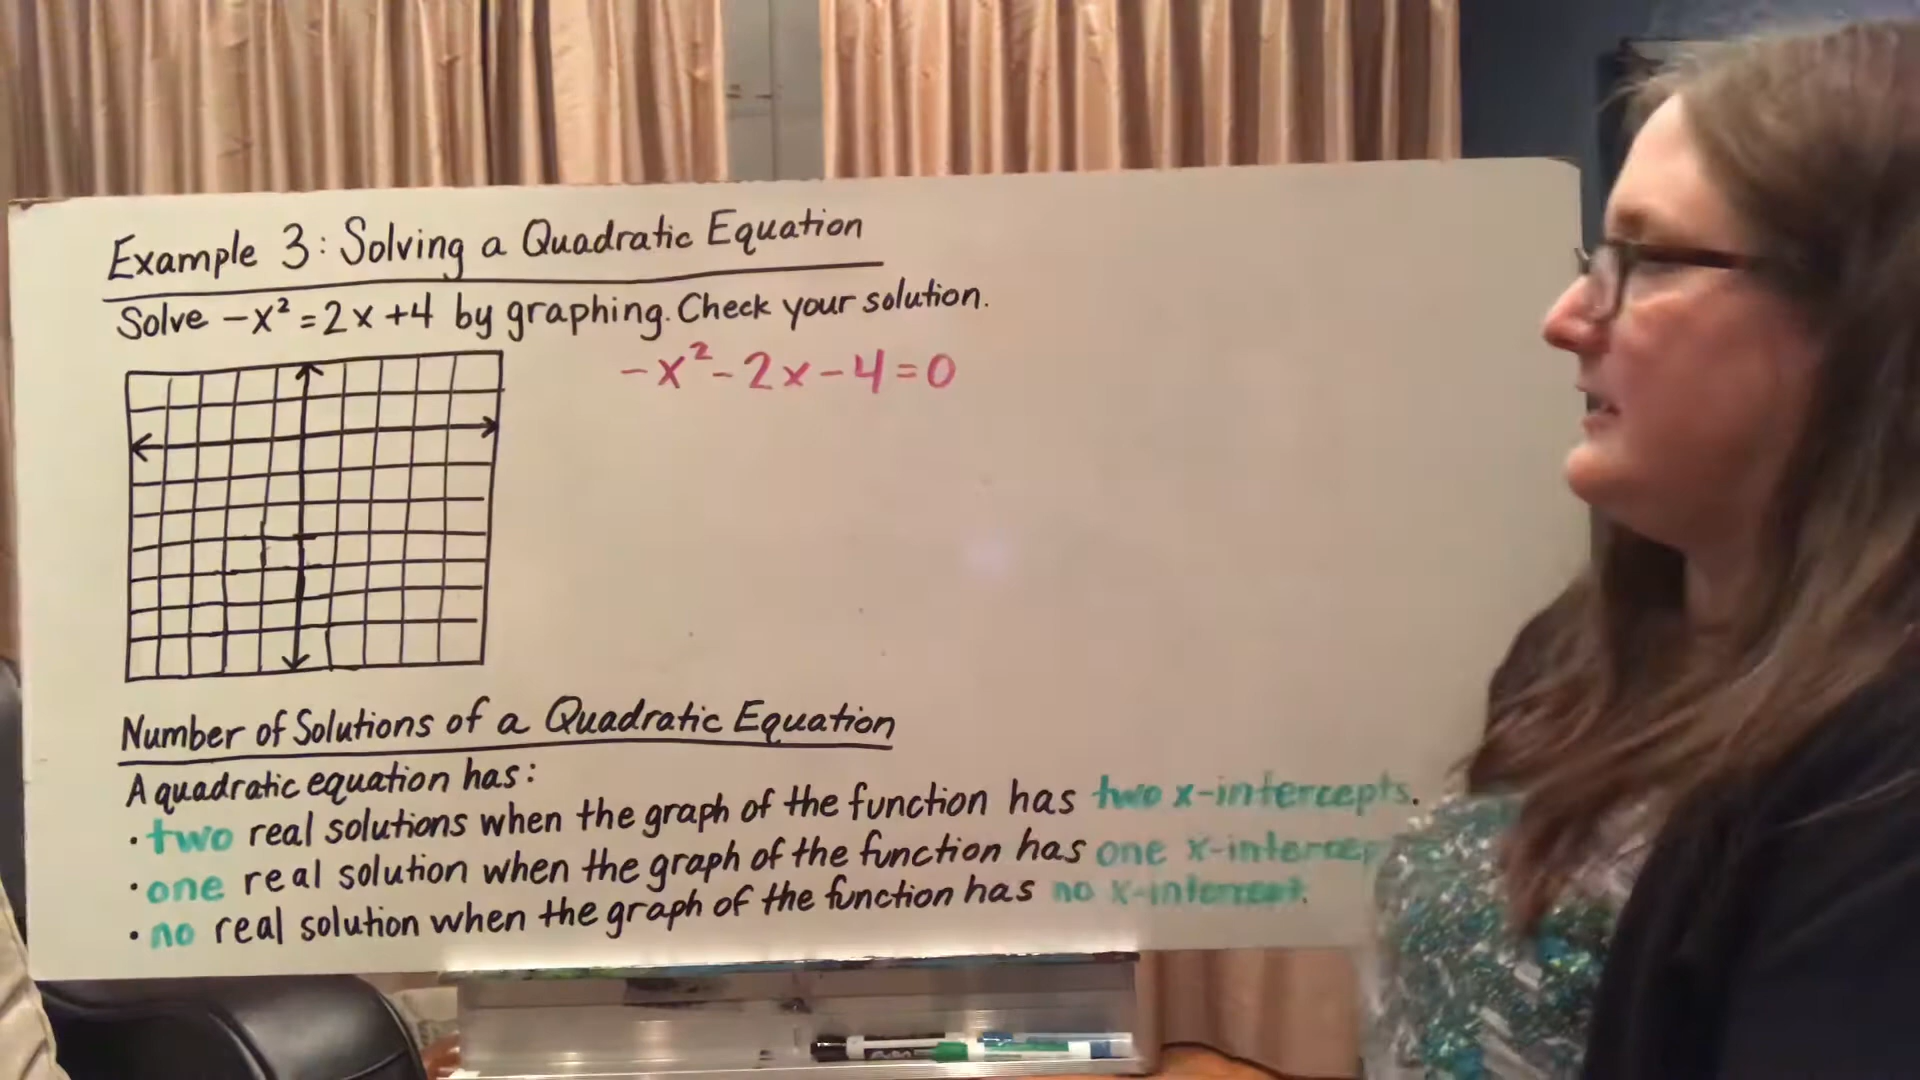 Example 3: Solving a Quadratic Equation
Solve -x² = 2x + 4 by graphing. Check your solution.
-x² - 2x - 4 = 0
Number of Solutions of a Quadratic Equation
A quadratic equation has:
• two real solutions when the graph of the function has two x-intercepts.
• one real solution when the graph of the function has one
• no real solution when the graph of the function has no x-intercept.